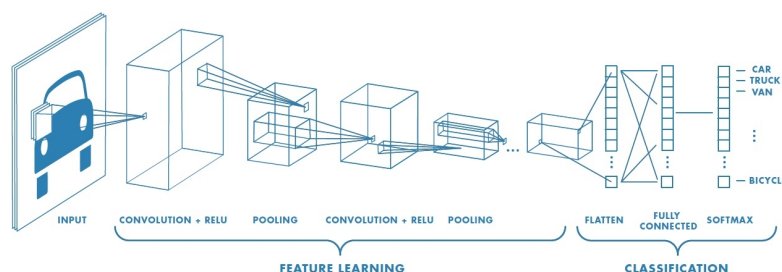 CAR
TRUCK
VAN
BICYCL
INPUT
CONVOLUTION + RELU
POOLING
CONVOLUTION + RELU
POOLING
FLATTEN
FULLY
CONNECTED
SOFTMAX
FEATURE LEARNING
CLASSIFICATION